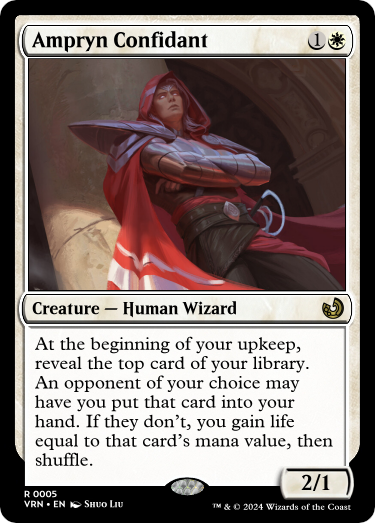 Ampryn Confidant
1
Creature — Human Wizard
At the beginning of your upkeep,
reveal the top card of your library.
An opponent of your choice may
have you put that card into your
hand. If they don't, you gain life
equal to that card's mana value, then
shuffle.
2/1
R 0005
VRN • EN Shuo Liu
™ & © 2024 Wizards of the Coast